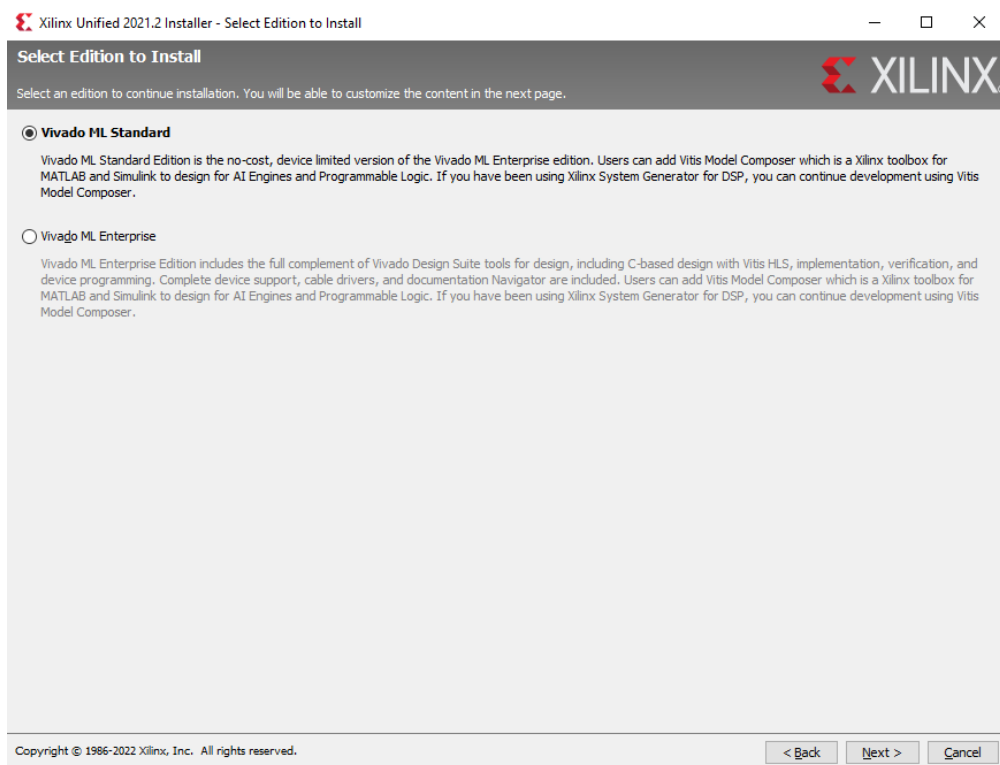 Xilinx Unified 2021.2 Installer - Select Edition to Install
Select Edition to Install
XILINX
Select an edition to continue installation. You will be able to customize the content in the next page.
Vivado ML Standard
Vivado ML Standard Edition is the no-cost, device limited version of the Vivado ML Enterprise edition. Users can add Vitis Model Composer which is a Xilinx toolbox for
MATLAB and Simulink to design for AI Engines and Programmable Logic. If you have been using Xilinx System Generator for DSP, you can continue development using Vitis
Model Composer.
Vivado ML Enterprise
Vivado ML Enterprise Edition includes the full complement of Vivado Design Suite tools for design, including C-based design with Vitis HLS, implementation, verification, and
device programming. Complete device support, cable drivers, and documentation Navigator are included. Users can add Vitis Model Composer which is a Xilinx toolbox for
MATLAB and Simulink to design for AI Engines and Programmable Logic. If you have been using Xilinx System Generator for DSP, you can continue development using Vitis
Model Composer.
Copyright © 1986-2022 Xilinx, Inc. All rights reserved.
< Back
Next >
Cancel